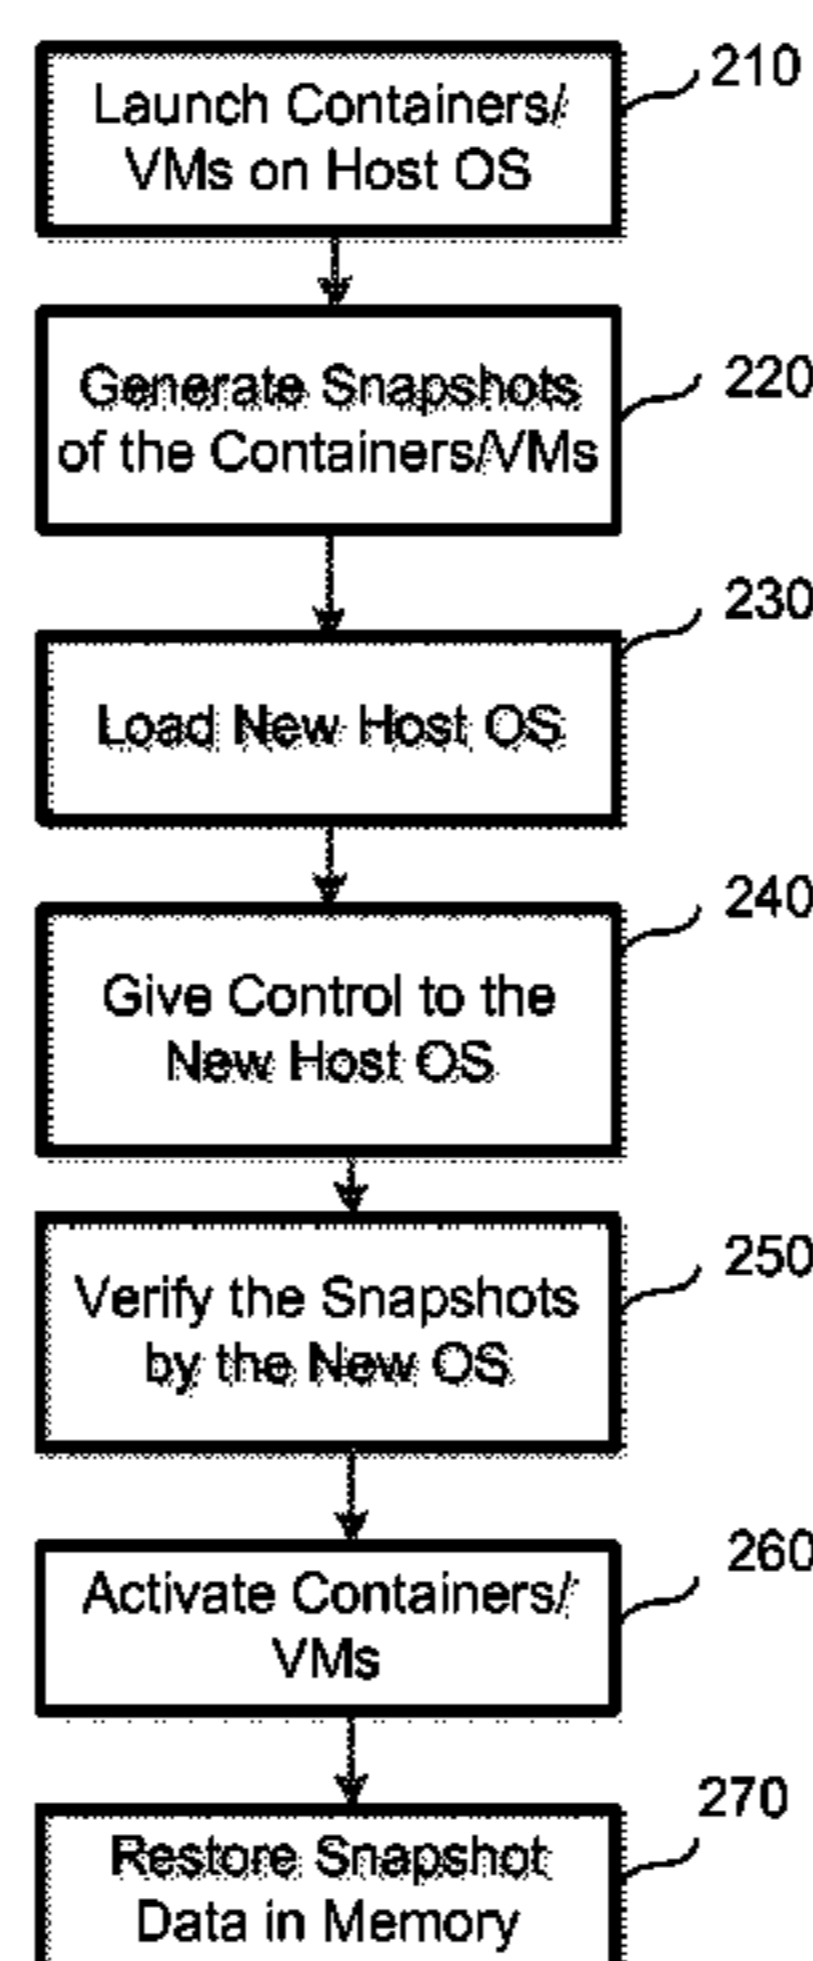 210
Launch Containers/
VMs on Host OS
220
Generate Snapshots
of the Containers/VMs
230
Load New Host OS
240
Give Control to the
New Host OS
250
Verify the Snapshots
by the New OS
260
Activate Containers/
VMs
270
Restore Snapshot
Data in Memory